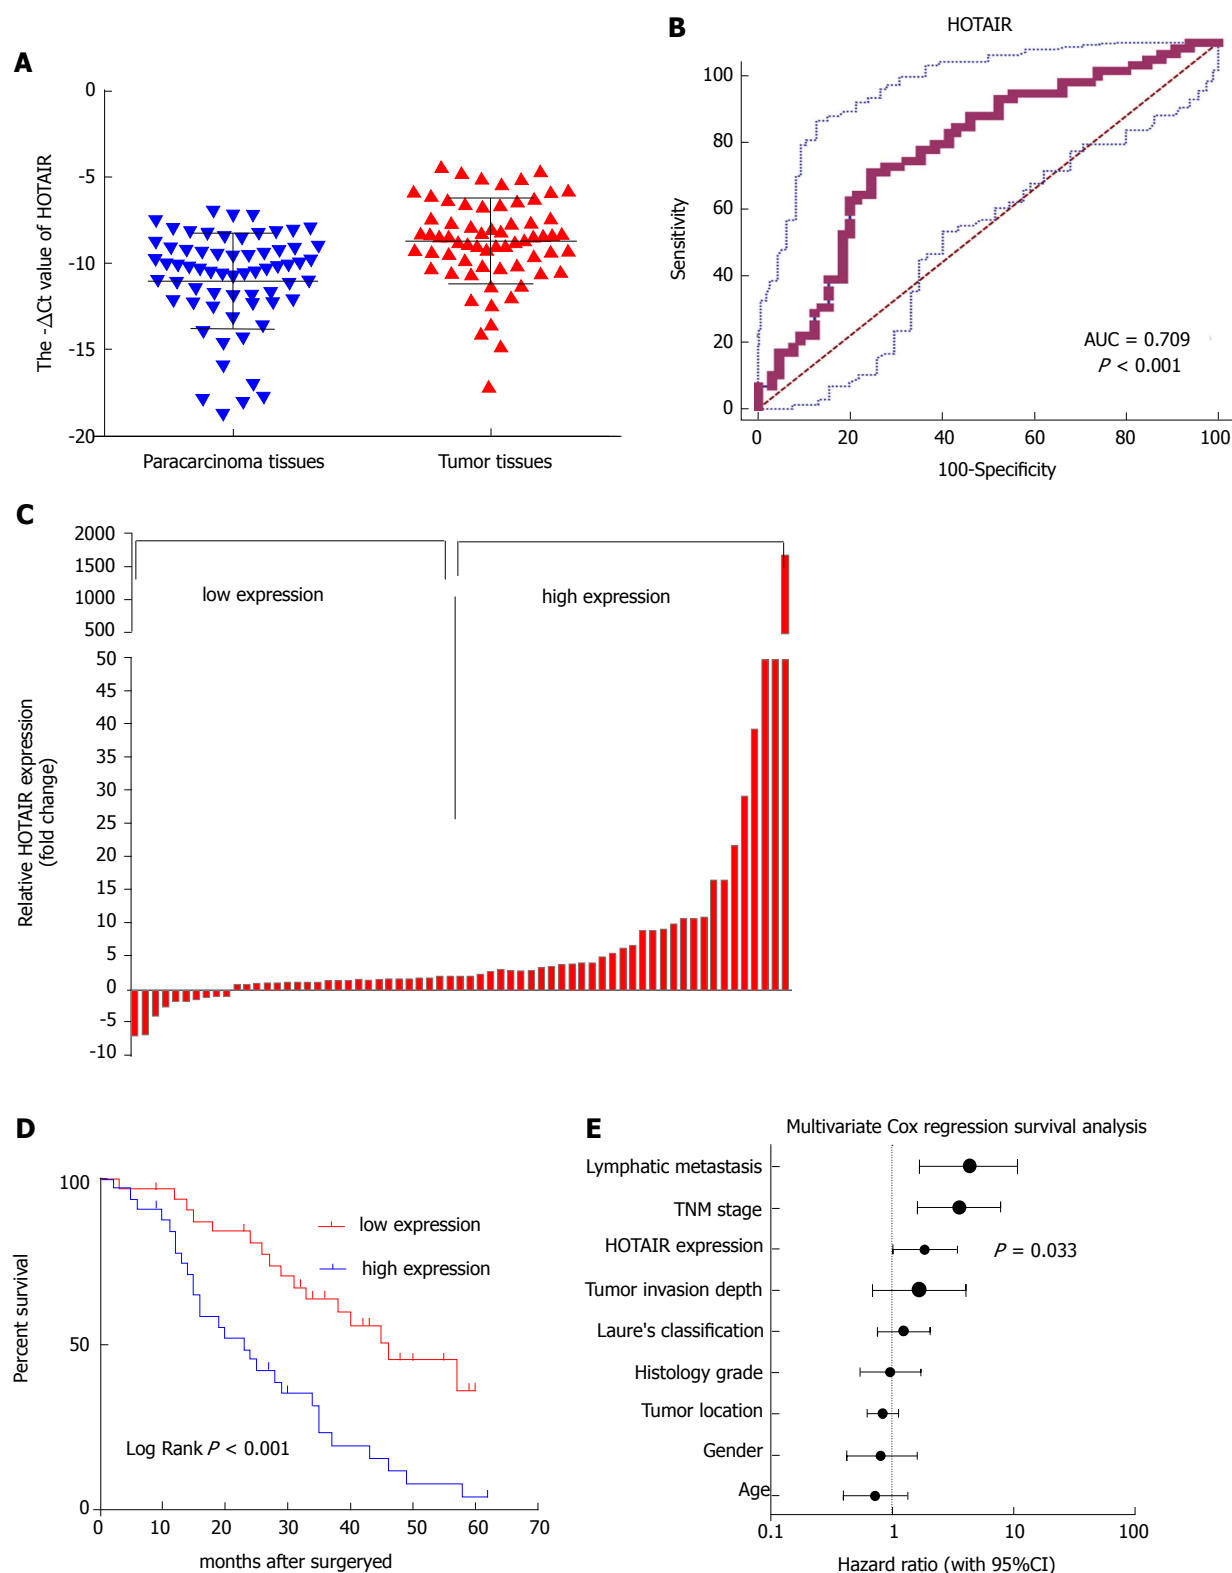 A
0
-5
-10
-15
-20
The -ΔCt value of HOTAIR
Paracarcinoma tissues
Tumor tissues
B
HOTAIR
100
80
60
40
20
0
Sensitivity
AUC = 0.709
P < 0.001
0 20 40 60 80 100
100-Specificity
C
2000
1500
1000
500
50
45
40
35
30
25
20
15
10
5
0
-5
-10
Relative HOTAIR expression
(fold change)
low expression
high expression
D
100
50
0
Percent survival
low expression
high expression
Log Rank P < 0.001
0 10 20 30 40 50 60 70
months after surgeryed
E
Multivariate Cox regression survival analysis
Lymphatic metastasis
TNM stage
HOTAIR expression
P = 0.033
Tumor invasion depth
Laure's classification
Histology grade
Tumor location
Gender
Age
0.1 1 10 100
Hazard ratio (with 95%CI)